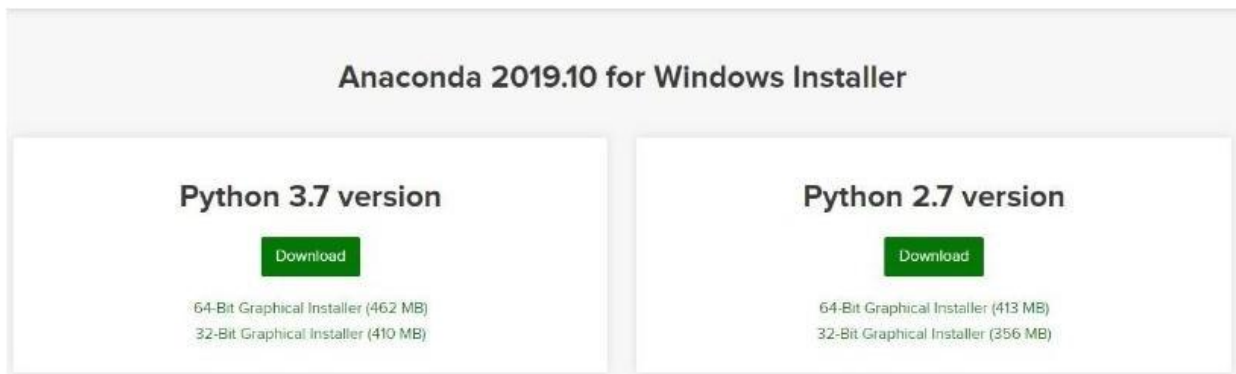 Anaconda 2019.10 for Windows Installer
Python 3.7 version
Download
64-Bit Graphical Installer (462 MB)
32-Bit Graphical Installer (410 MB)
Python 2.7 version
Download
64-Bit Graphical Installer (413 MB)
32-Bit Graphical Installer (356 MB)